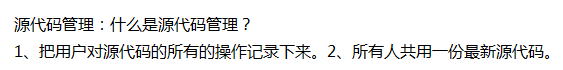 源代码管理：什么是源代码管理？
1、把用户对源代码的所有的操作记录下来。2、所有人共用一份最新源代码。